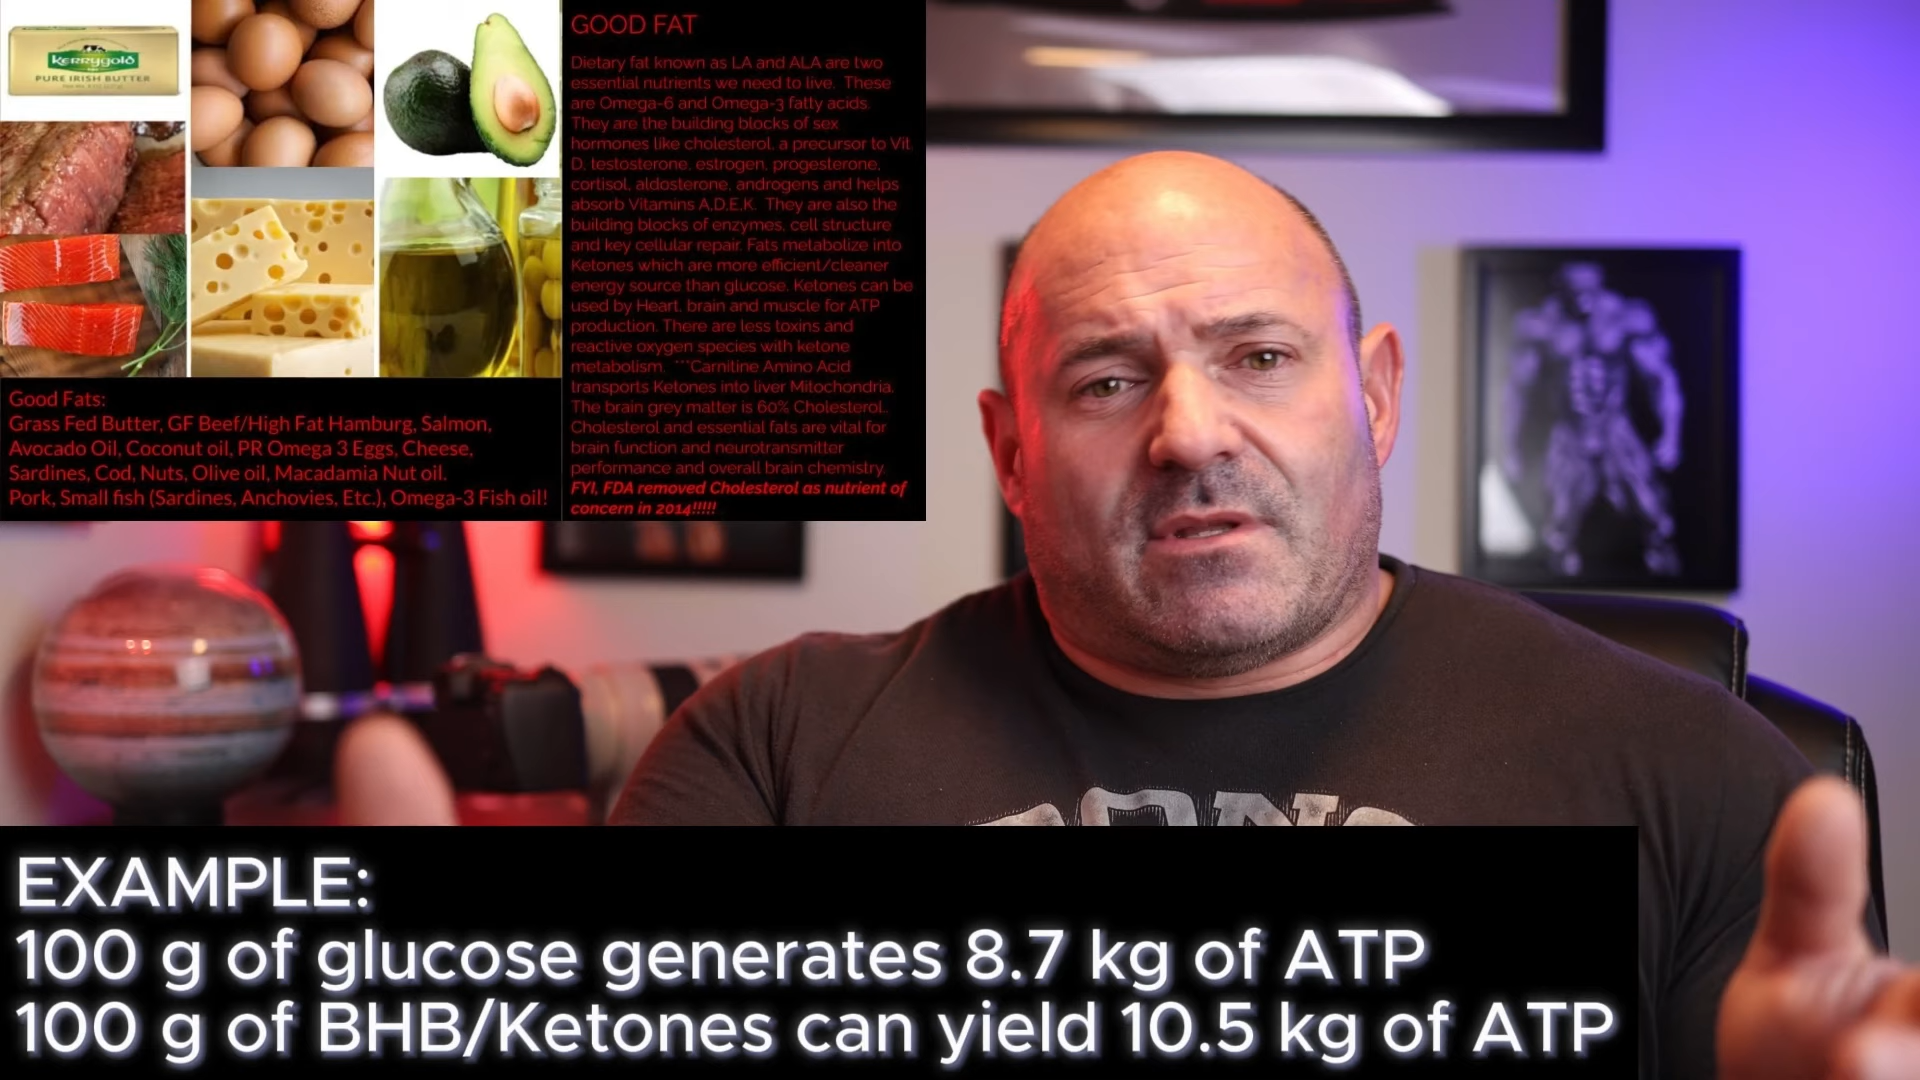 Kerrygold
PURE IRISH BUTTER
Good Fats:
Grass Fed Butter, GF Beef/High Fat Hamburg, Salmon,
Avocado Oil, Coconut oil, PR Omega 3 Eggs, Cheese,
Sardines, Cod, Nuts, Olive oil, Macadamia Nut oil.
Pork, Small fish (Sardines, Anchovies, Etc.), Omega-3 Fish oil!
GOOD FAT
Dietary fat known as LA and ALA are two
essential nutrients we need to live. These
are Omega-6 and Omega-3 fatty acids.
They are the building blocks of sex
hormones like cholesterol, a precursor to Vit
D, testosterone, estrogen, progesterone,
cortisol, aldosterone, androgens and helps
absorb Vitamins A,D,E,K. They are also the
building blocks of enzymes, cell structure
and key cellular repair. Fats metabolize into
Ketones which are more efficient/cleaner
energy source than glucose. Ketones can be
used by Heart, brain and muscle for ATP
production. There are less toxins and
reactive oxygen species with ketone
metabolism. ***Carnitine Amino Acid
transports Ketones into liver Mitochondria.
The brain grey matter is 60% Cholesterol.
Cholesterol and essential fats are vital for
brain function and neurotransmitter
performance and overall brain chemistry.
FYI, FDA removed Cholesterol as nutrient of
concern in 2014!!!!!
EXAMPLE:
100 g of glucose generates 8.7 kg of ATP
100 g of BHB/Ketones can yield 10.5 kg of ATP